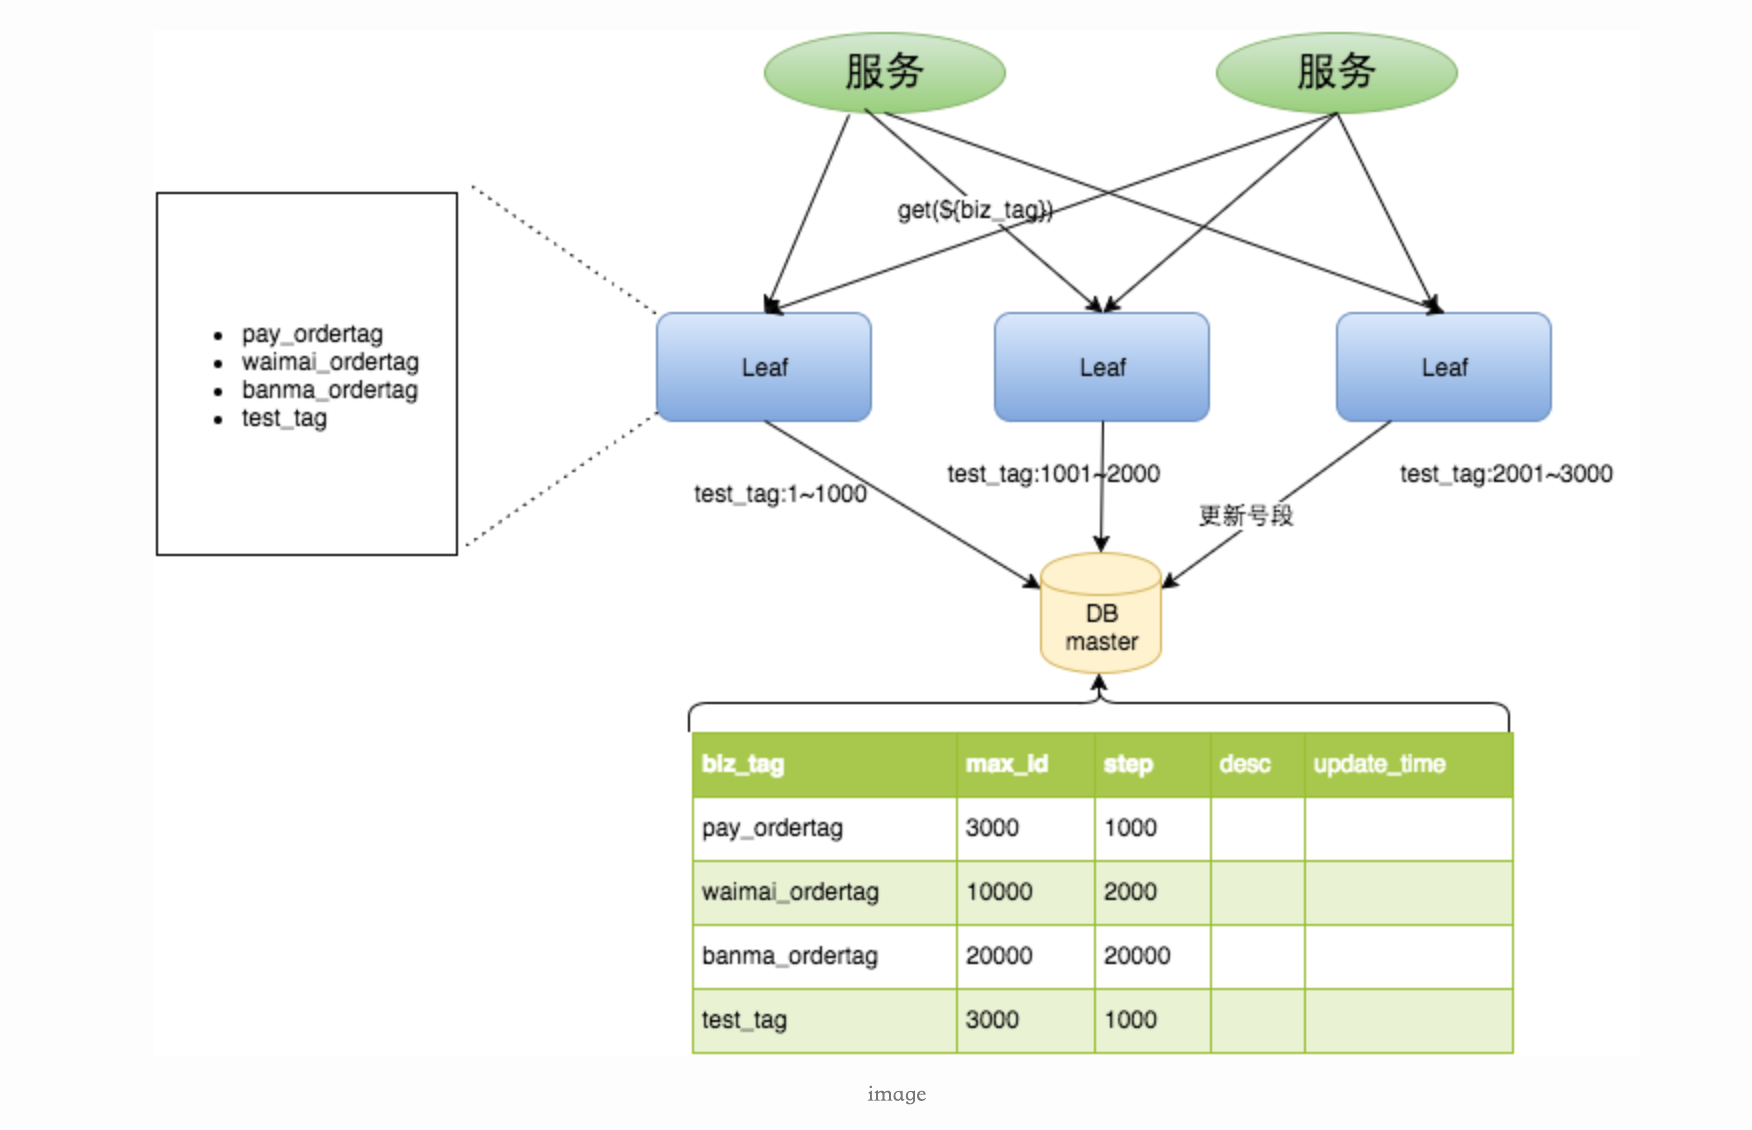 服务
服务
get(${biz_tag})
pay_ordertag
waimai_ordertag
banma_ordertag
test_tag
Leaf
Leaf
Leaf
test_tag:1~1000
test_tag:1001~2000
test_tag:2001~3000
更新号段
DB
master
biz_tag max_id step desc update_time
pay_ordertag 3000 1000
waimai_ordertag 10000 2000
banma_ordertag 20000 20000
test_tag 3000 1000
image